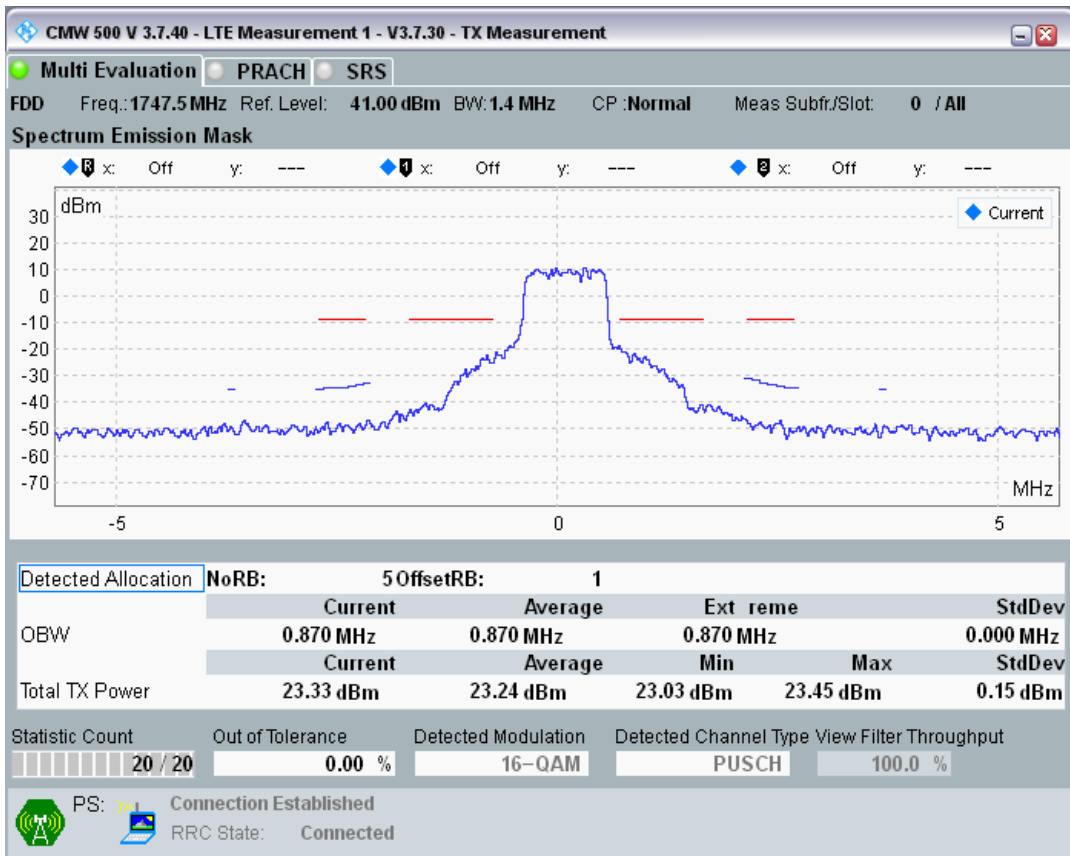 CMW 500 V 3.7.40 - LTE Measurement 1 - V3.7.30 - TX Measurement
Multi Evaluation PRACH SRS
FDD Freq.: 1747.5 MHz Ref. Level: 41.00 dBm BW: 1.4 MHz CP : Normal Meas Subfr./Slot: 0 / All
Spectrum Emission Mask
R x: Off y: --- 1 x: Off y: --- 2 x: Off y: ---
dBm
Current
30
20
10
0
-10
-20
-30
-40
-50
-60
-70
MHz
-5 0 5
Detected Allocation NoRB: 5 OffsetRB: 1
Current Average Ext reme StdDev
OBW 0.870 MHz 0.870 MHz 0.870 MHz 0.000 MHz
Current Average Min Max StdDev
Total TX Power 23.33 dBm 23.24 dBm 23.03 dBm 23.45 dBm 0.15 dBm
Statistic Count Out of Tolerance Detected Modulation Detected Channel Type View Filter Throughput
20 / 20 0.00 % 16-QAM PUSCH 100.0 %
PS: Connection Established
RRC State: Connected